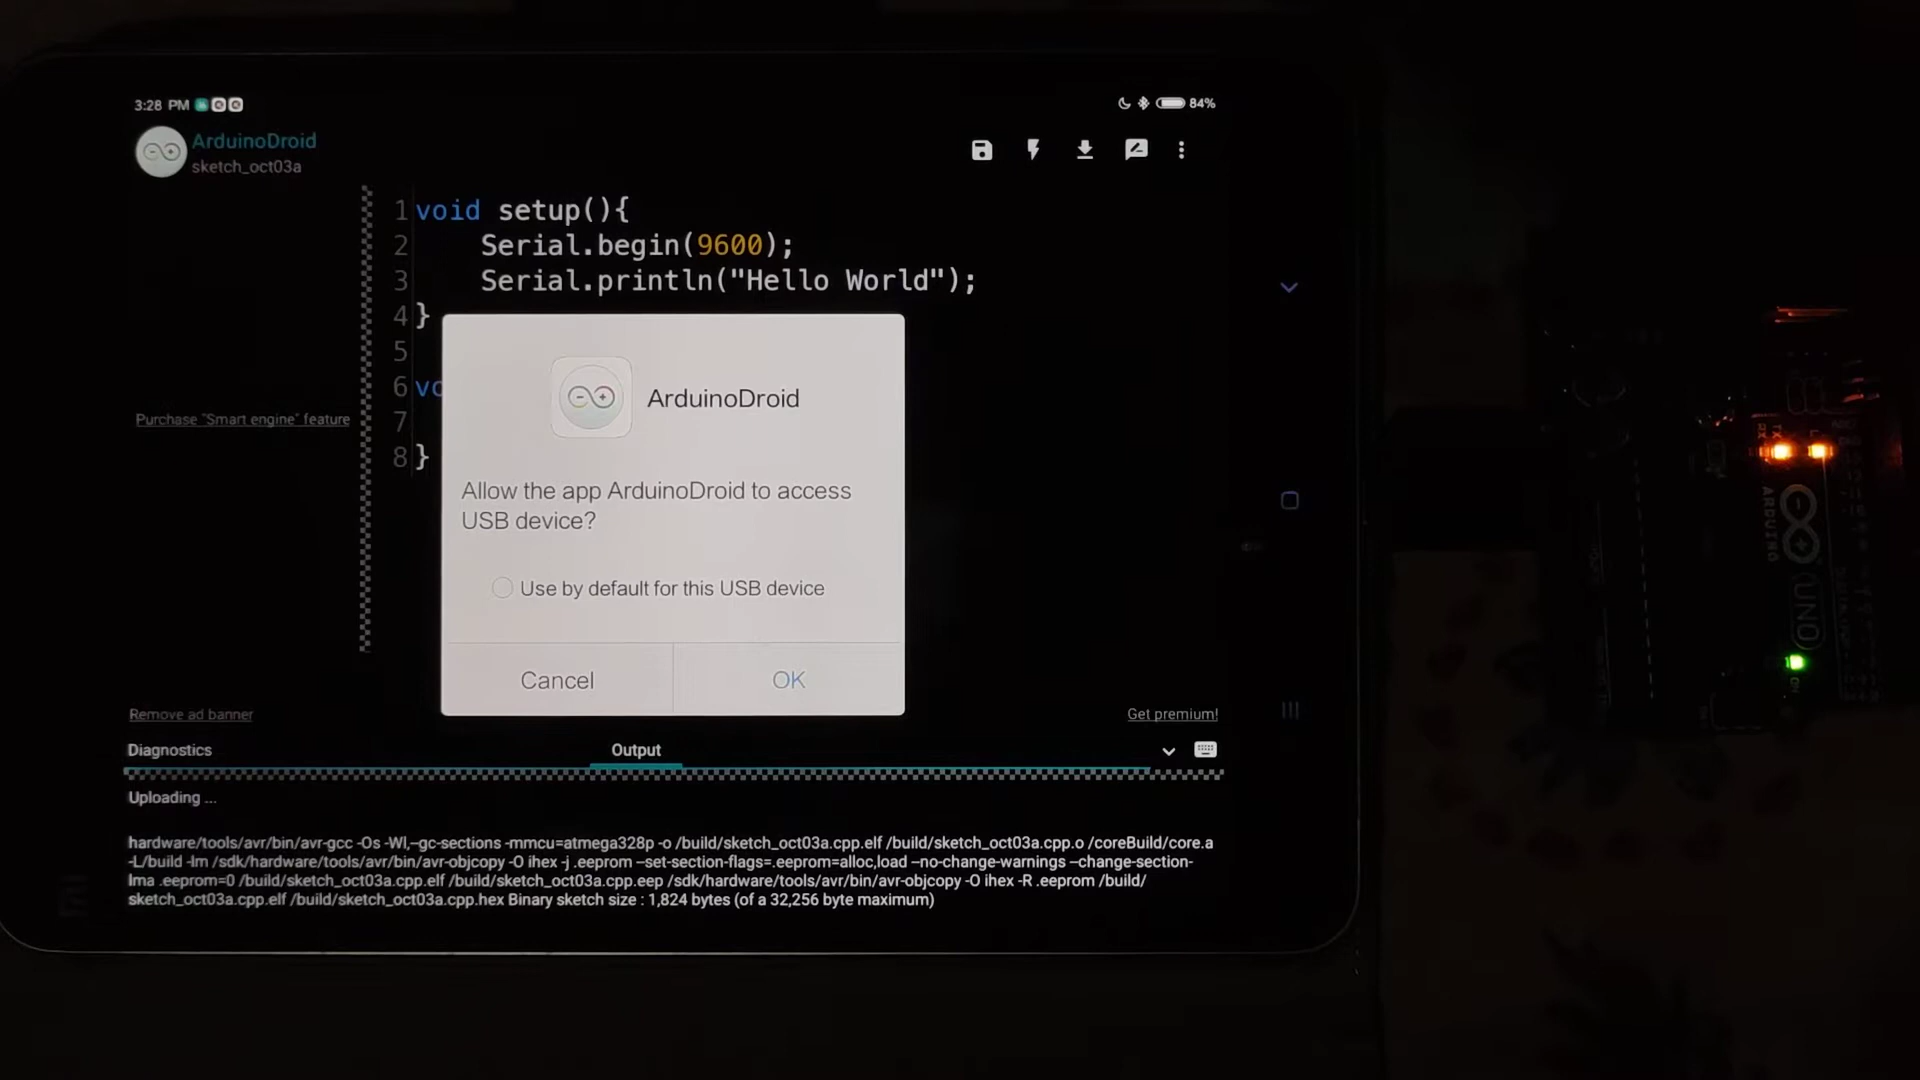 3:28 PM
84%
ArduinoDroid
sketch_oct03a
1 void setup(){
2 Serial.begin(9600);
3 Serial.println("Hello World");
4 }
5
6 vo
7
8 }
Purchase "Smart engine" feature
ArduinoDroid
Allow the app ArduinoDroid to access
USB device?
Use by default for this USB device
Cancel
OK
Remove ad banner
Get premium!
Diagnostics
Output
Uploading ...
hardware/tools/avr/bin/avr-gcc -Os -Wl,--gc-sections -mmcu=atmega328p -o /build/sketch_oct03a.cpp.elf /build/sketch_oct03a.cpp.o /coreBuild/core.a
-L/build -lm /sdk/hardware/tools/avr/bin/avr-objcopy -O ihex -j .eeprom --set-section-flags=.eeprom=alloc,load --no-change-warnings --change-section-
lma .eeprom=0 /build/sketch_oct03a.cpp.elf /build/sketch_oct03a.cpp.eep /sdk/hardware/tools/avr/bin/avr-objcopy -O ihex -R .eeprom /build/
sketch_oct03a.cpp.elf /build/sketch_oct03a.cpp.hex Binary sketch size : 1,824 bytes (of a 32,256 byte maximum)
TX
RX
L
ARDUINO
UNO
ON